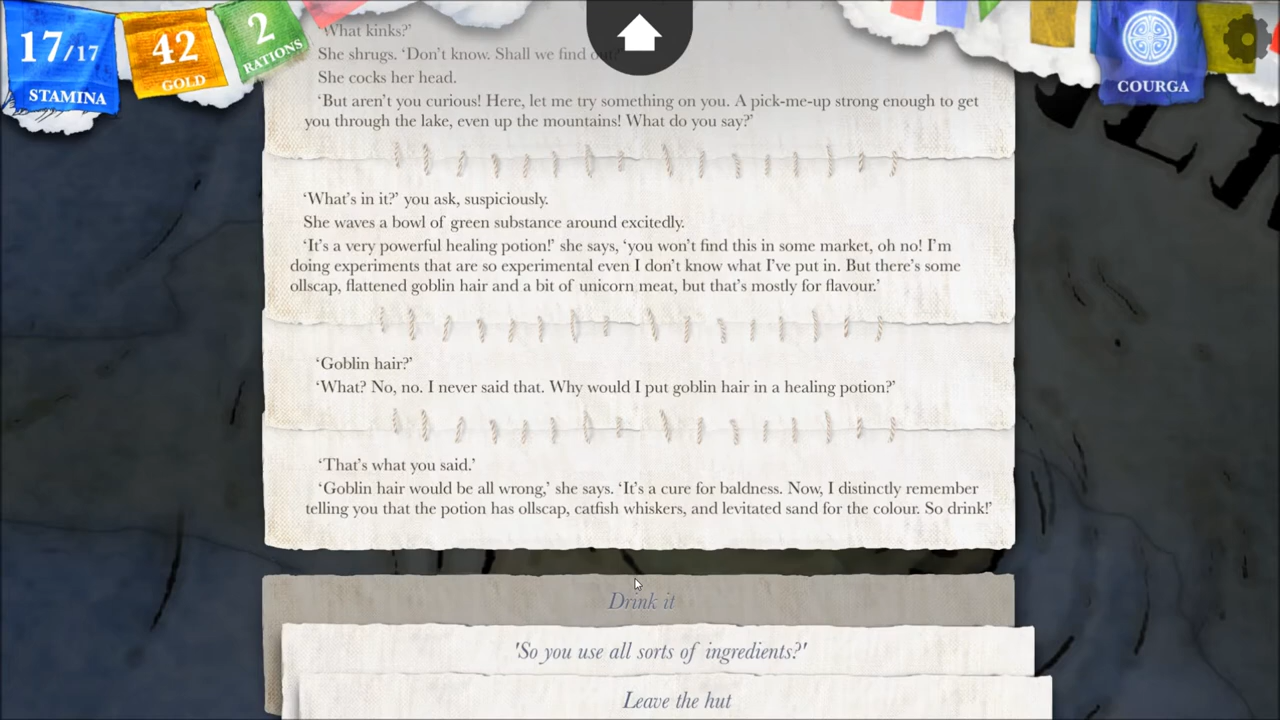 17/17
STAMINA
42
GOLD
2
RATIONS
COURGA
'What kinks?'
She shrugs. 'Don't know. Shall we find out?'
She cocks her head.
'But aren't you curious! Here, let me try something on you. A pick-me-up strong enough to get
you through the lake, even up the mountains! What do you say?'
'What's in it?' you ask, suspiciously.
She waves a bowl of green substance around excitedly.
'It's a very powerful healing potion!' she says, 'you won't find this in some market, oh no! I'm
doing experiments that are so experimental even I don't know what I've put in. But there's some
ollscap, flattened goblin hair and a bit of unicorn meat, but that's mostly for flavour.'
'Goblin hair?'
'What? No, no. I never said that. Why would I put goblin hair in a healing potion?'
'That's what you said.'
'Goblin hair would be all wrong,' she says. 'It's a cure for baldness. Now, I distinctly remember
telling you that the potion has ollscap, catfish whiskers, and levitated sand for the colour. So drink!'
Drink it
'So you use all sorts of ingredients?'
Leave the hut